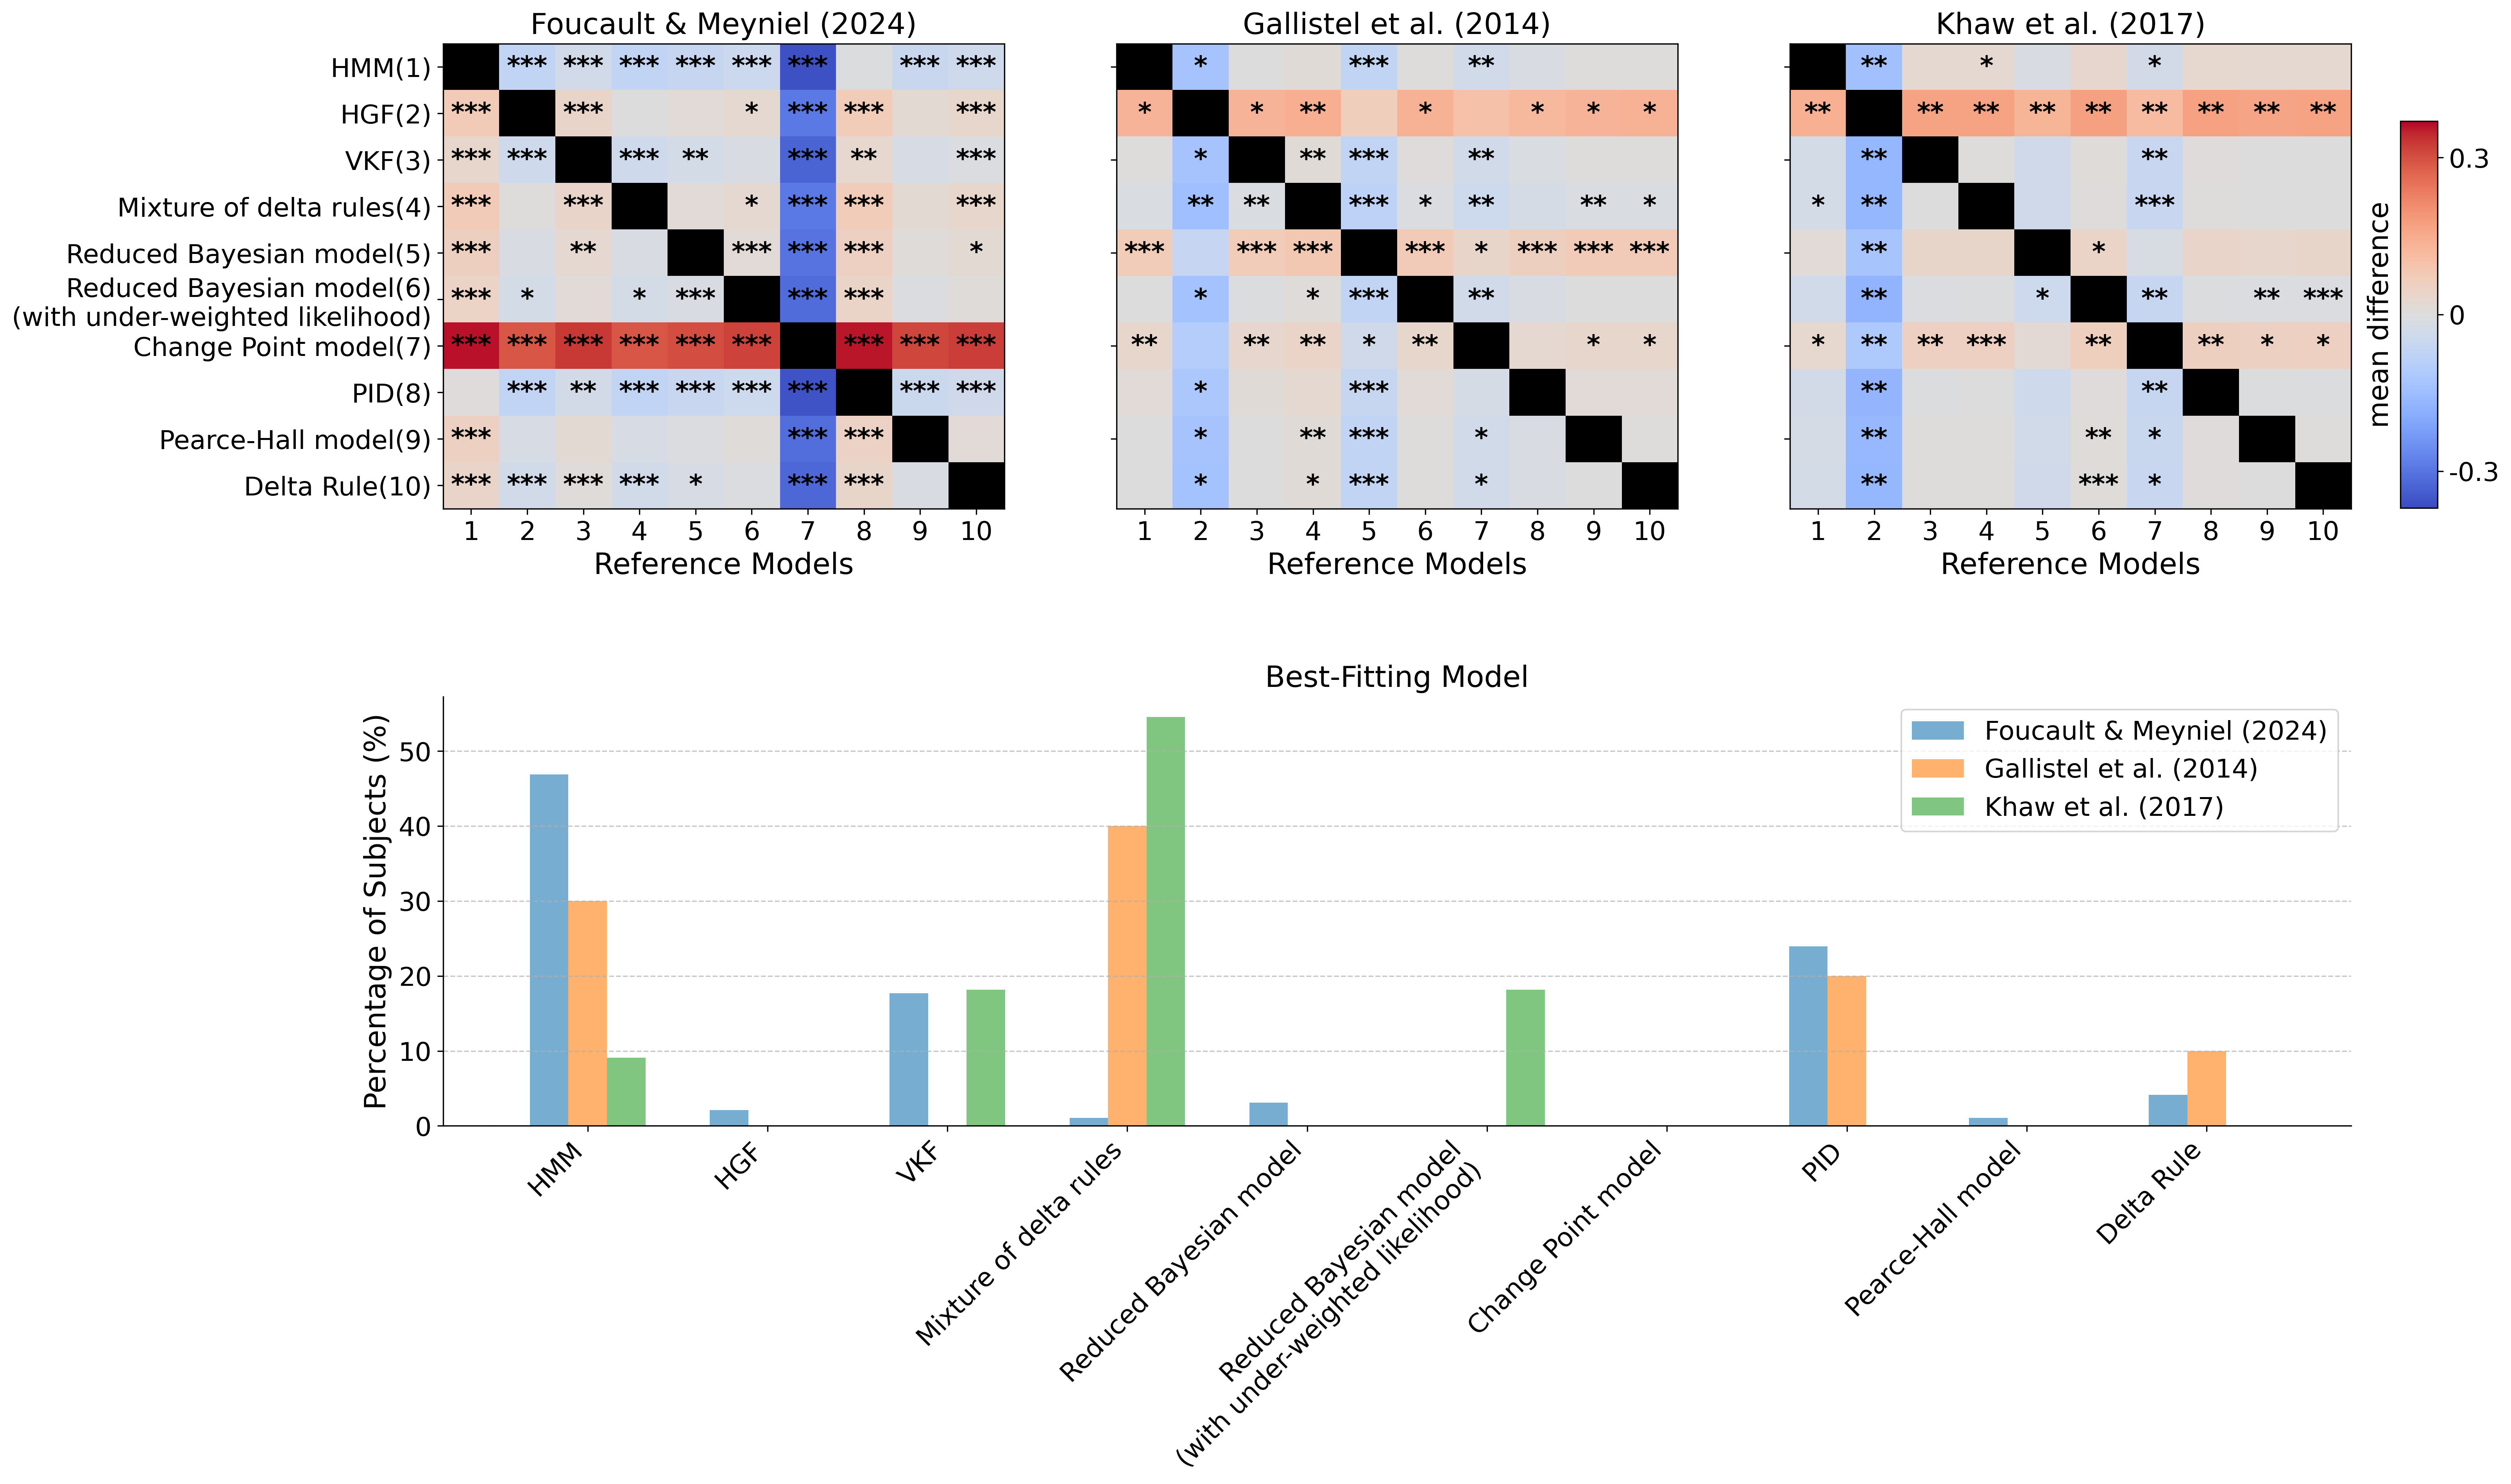 Foucault & Meyniel (2024)
Gallistel et al. (2014)
Khaw et al. (2017)
HMM(1) *** *** *** *** *** *** *** *** * *** ** ** * *
HGF(2) *** *** * *** *** *** * * ** * * * * ** ** ** ** ** ** ** ** **
VKF(3) *** *** *** ** *** ** *** * ** *** ** ** **
Mixture of delta rules(4) *** *** * *** *** *** ** ** *** * ** ** * * ** ***
Reduced Bayesian model(5) *** ** *** *** *** * *** *** *** *** * *** *** *** ** *
Reduced Bayesian model(6)
(with under-weighted likelihood) *** * * *** *** *** * * *** ** ** * ** ** ***
Change Point model(7) *** *** *** *** *** *** *** *** *** ** ** ** * ** * * * ** ** *** ** ** * *
PID(8) *** ** *** *** *** *** *** *** * *** ** **
Pearce-Hall model(9) *** *** *** * ** *** * ** ** *
Delta Rule(10) *** *** *** *** * *** *** * * *** * ** *** *
1 2 3 4 5 6 7 8 9 10
1 2 3 4 5 6 7 8 9 10
1 2 3 4 5 6 7 8 9 10
Reference Models
Reference Models
Reference Models
0.3
0
-0.3
mean difference
Best-Fitting Model
Percentage of Subjects (%)
50
40
30
20
10
0
Foucault & Meyniel (2024)
Gallistel et al. (2014)
Khaw et al. (2017)
HMM
HGF
VKF
Mixture of delta rules
Reduced Bayesian model
Reduced Bayesian model
(with under-weighted likelihood)
Change Point model
PID
Pearce-Hall model
Delta Rule